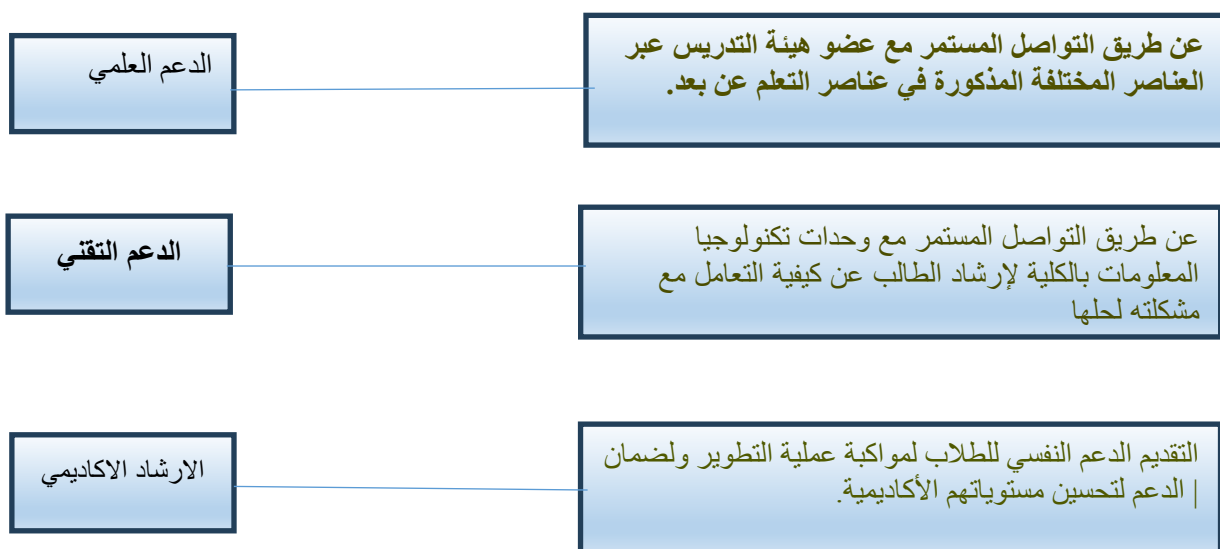 الدعم العلمي
عن طريق التواصل المستمر مع عضو هيئة التدريس عبر
العناصر المختلفة المذكورة في عناصر التعلم عن بعد.
الدعم التقني
عن طريق التواصل المستمر مع وحدات تكنولوجيا
المعلومات بالكلية لإرشاد الطالب عن كيفية التعامل مع
مشكلته لحلها
الارشاد الاكاديمي
التقديم الدعم النفسي للطلاب لمواكبة عملية التطوير ولضمان
| الدعم لتحسين مستوياتهم الأكاديمية.